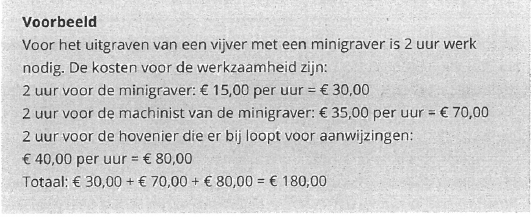 Voorbeeld
Voor het uitgraven van een vijver met een minigraver is 2 uur werk
nodig. De kosten voor de werkzaamheid zijn:
2 uur voor de minigraver: € 15,00 per uur = € 30,00
2 uur voor de machinist van de minigraver: € 35,00 per uur = € 70,00
2 uur voor de hovenier die er bij loopt voor aanwijzingen:
€ 40,00 per uur = € 80,00
Totaal: € 30,00 + € 70,00 + € 80,00 = € 180,00